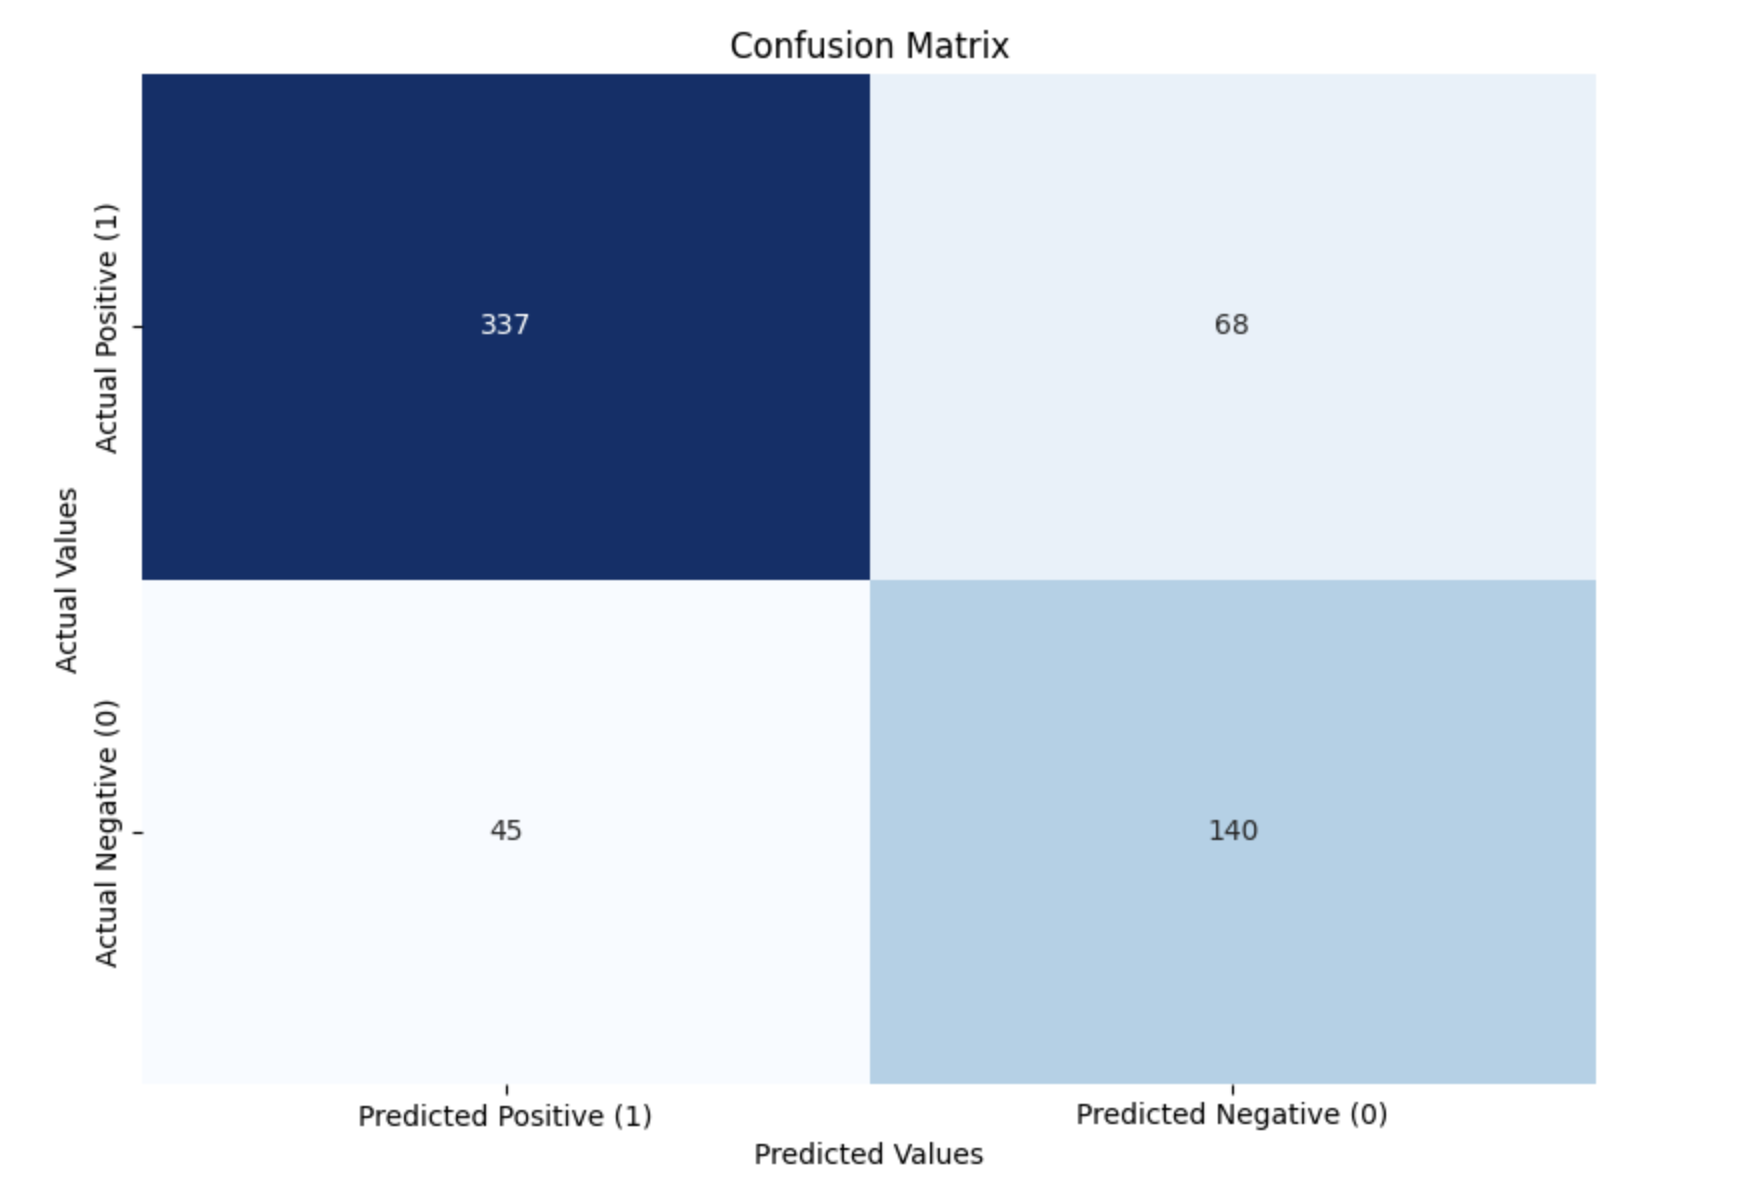 Confusion Matrix
Actual Values
Actual Positive (1)
337
68
Actual Negative (0)
45
140
Predicted Positive (1)
Predicted Negative (0)
Predicted Values